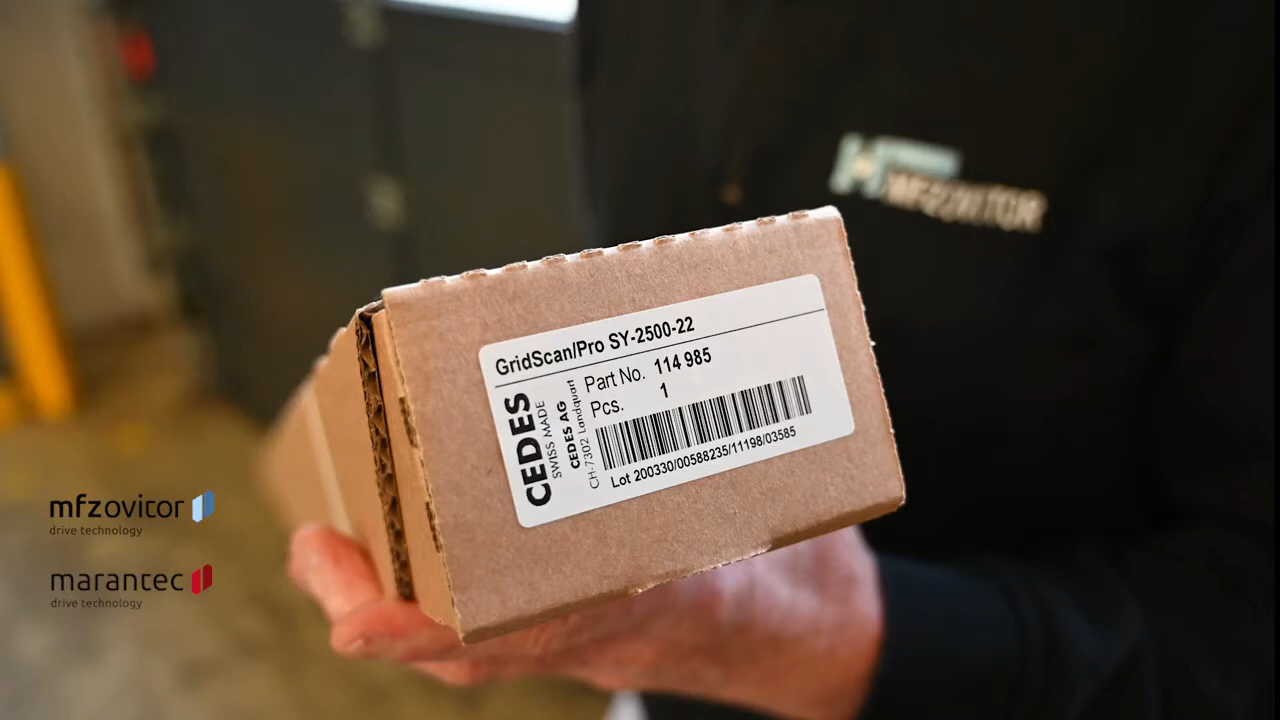 MFZOVITOR
GridScan/Pro SY-2500-22
Part No. 114 985
Pcs. 1
CEDES
SWISS MADE
CEDES AG
CH-7302 Landquart
Lot 200330/00588235/11198/03585
mfzovitor
drive technology
marantec
drive technology